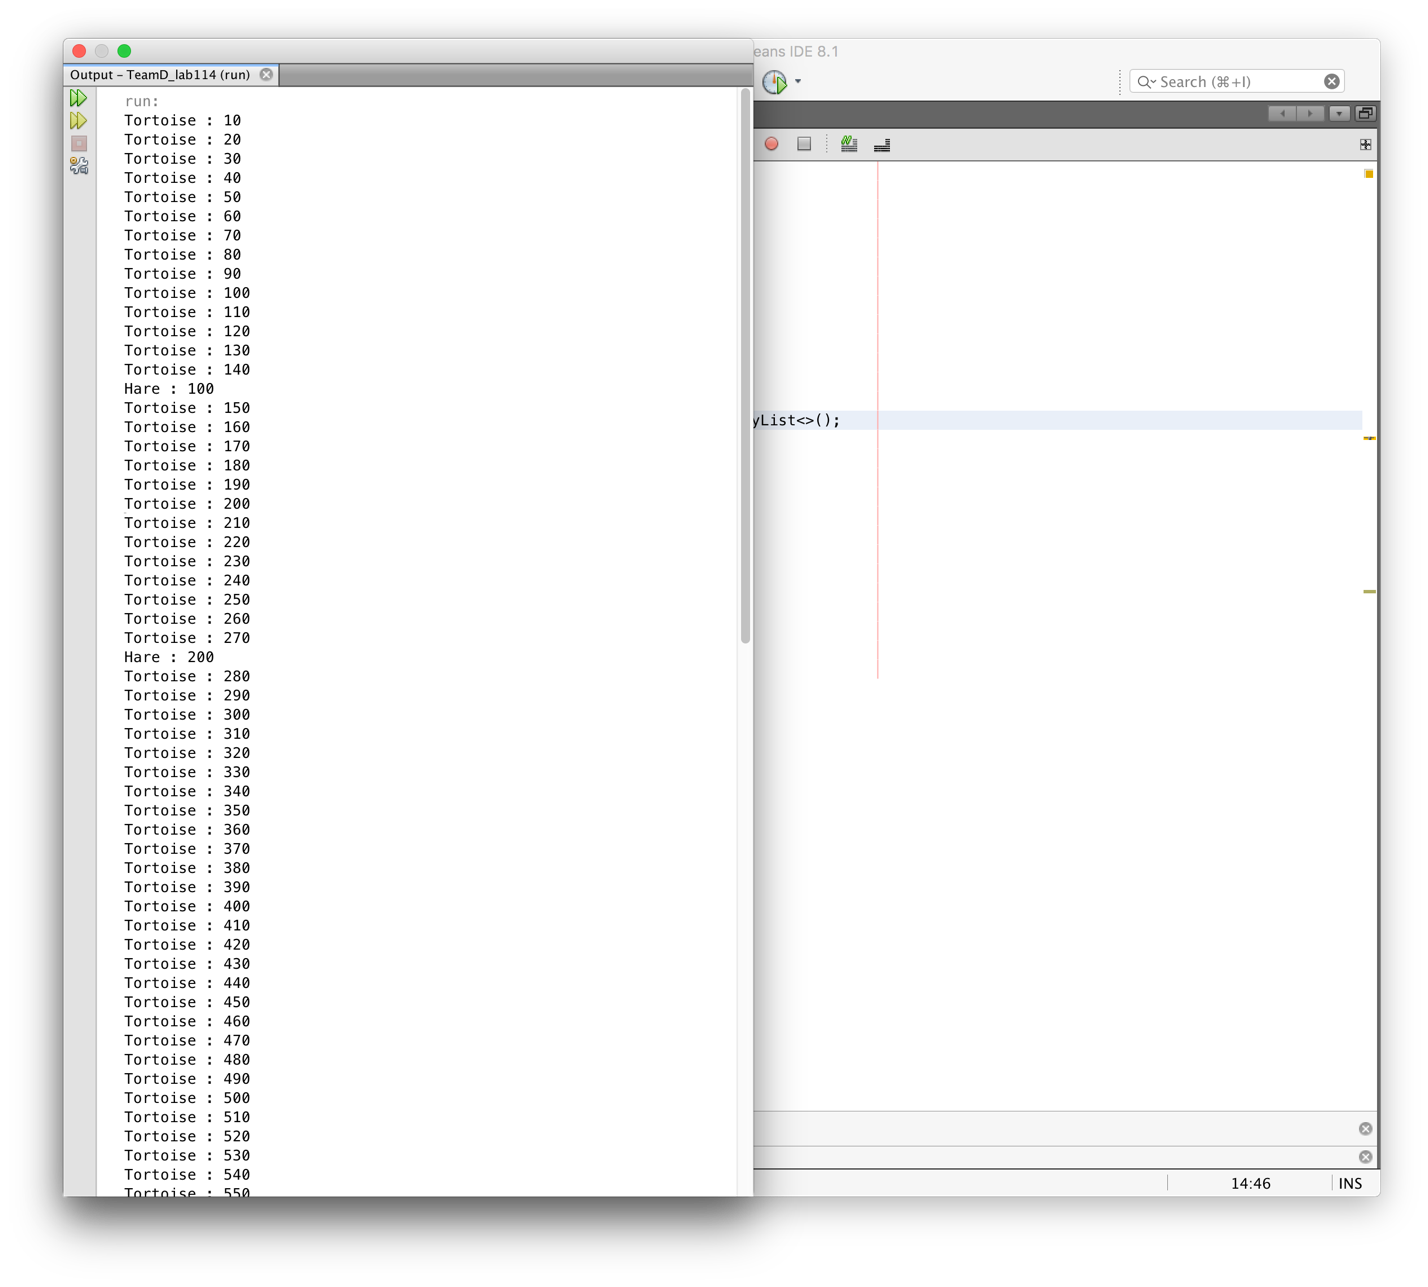 eans IDE 8.1
Output – TeamD_lab114 (run)
Search (⌘+I)
run:
Tortoise : 10
Tortoise : 20
Tortoise : 30
Tortoise : 40
Tortoise : 50
Tortoise : 60
Tortoise : 70
Tortoise : 80
Tortoise : 90
Tortoise : 100
Tortoise : 110
Tortoise : 120
Tortoise : 130
Tortoise : 140
Hare : 100
Tortoise : 150
Tortoise : 160
Tortoise : 170
Tortoise : 180
Tortoise : 190
Tortoise : 200
Tortoise : 210
Tortoise : 220
Tortoise : 230
Tortoise : 240
Tortoise : 250
Tortoise : 260
Tortoise : 270
Hare : 200
Tortoise : 280
Tortoise : 290
Tortoise : 300
Tortoise : 310
Tortoise : 320
Tortoise : 330
Tortoise : 340
Tortoise : 350
Tortoise : 360
Tortoise : 370
Tortoise : 380
Tortoise : 390
Tortoise : 400
Tortoise : 410
Tortoise : 420
Tortoise : 430
Tortoise : 440
Tortoise : 450
Tortoise : 460
Tortoise : 470
Tortoise : 480
Tortoise : 490
Tortoise : 500
Tortoise : 510
Tortoise : 520
Tortoise : 530
Tortoise : 540
Tortoise : 550
yList<>();
14:46
INS